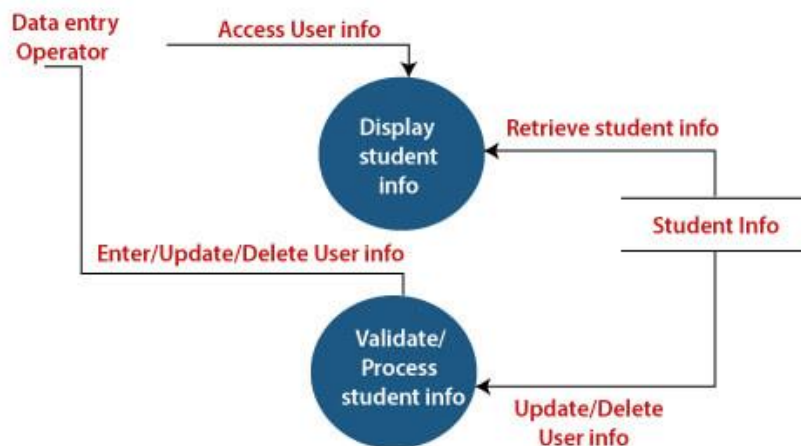 Data entry
Operator
Access User info
Display
student
info
Retrieve student info
Student Info
Enter/Update/Delete User info
Validate/
Process
student info
Update/Delete
User info